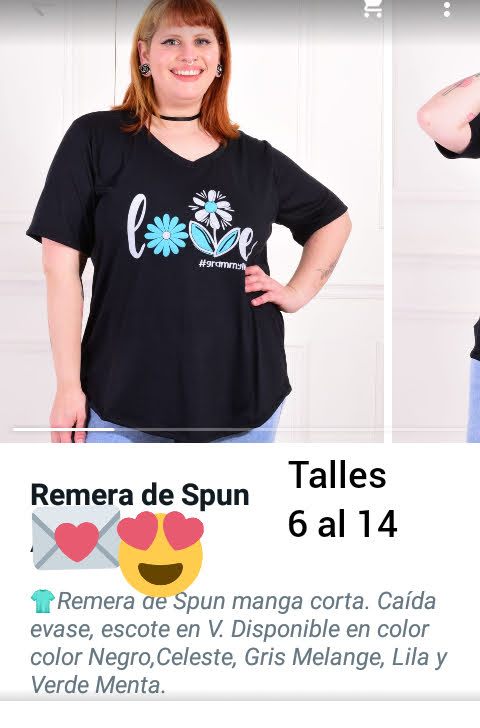 love
Remera de Spun
Talles
6 al 14
Remera de Spun manga corta. Caída
evase, escote en V. Disponible en color
color Negro,Celeste, Gris Melange, Lila y
Verde Menta.